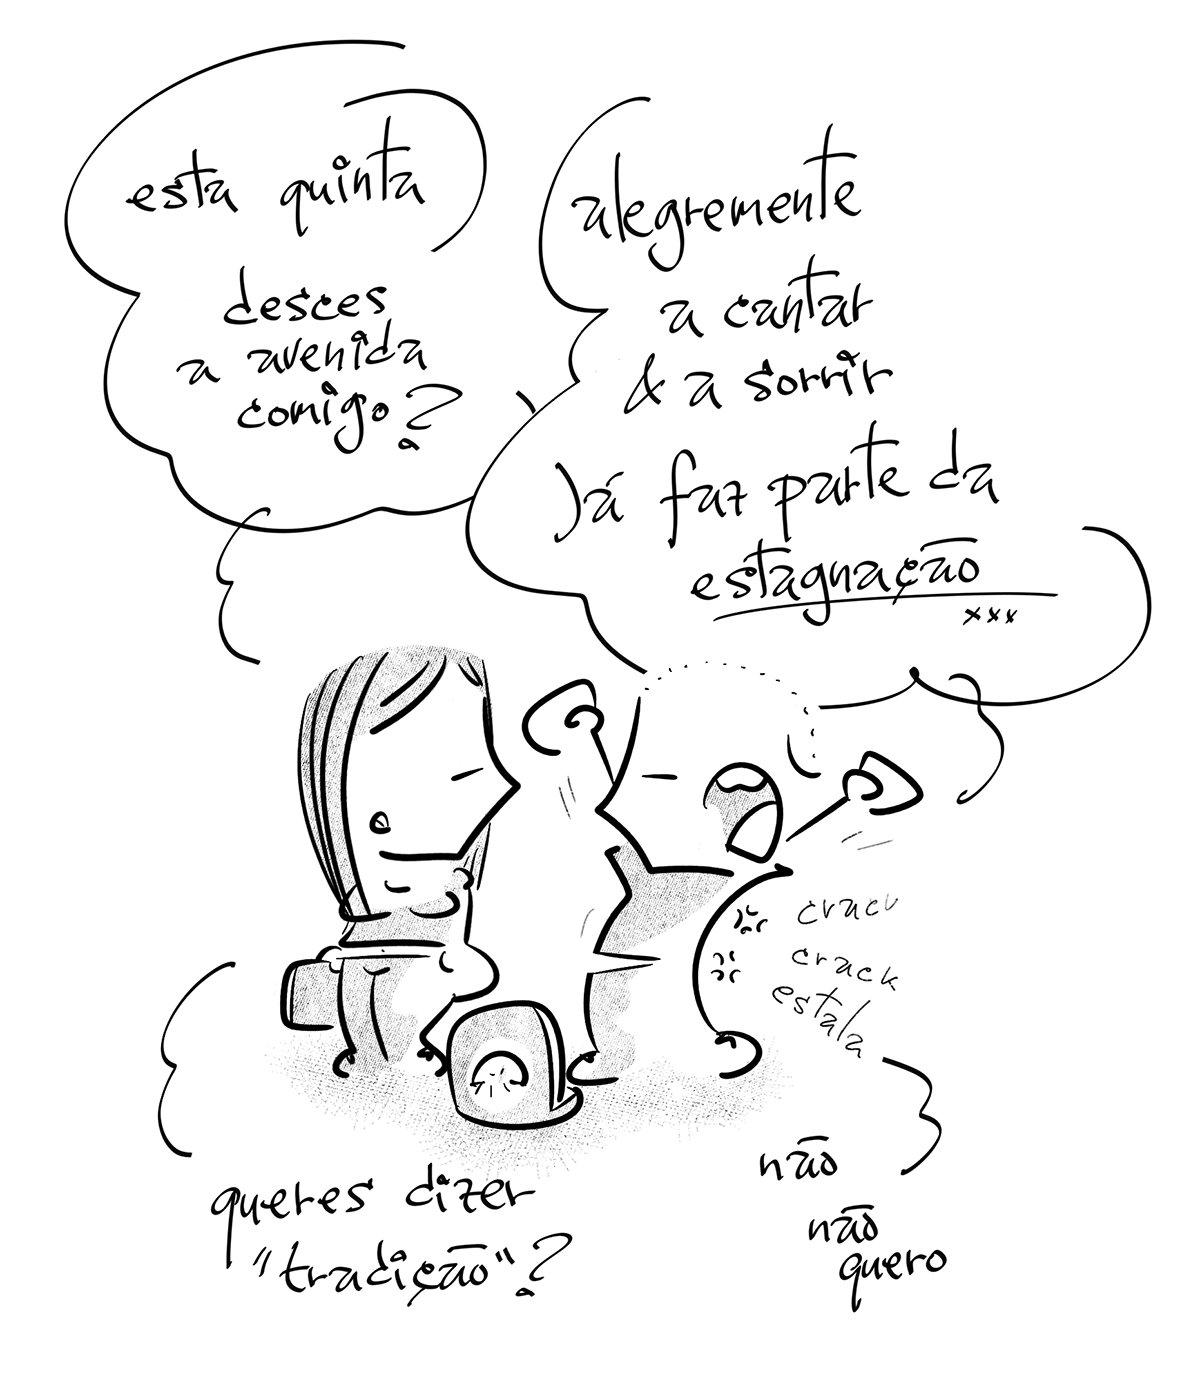 esta quinta
desces
a avenida
comigo?
alegremente
a cantar
& a sorrir
Já faz parte da
estagnação
xxx
crack
crack
estala
queres dizer
"tradição"?
não
não
quero